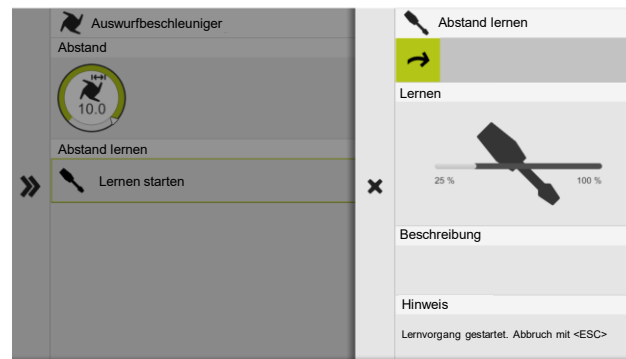 Auswurfbeschleuniger
Abstand
10.0
Abstand lernen
Lernen starten
Abstand lernen
Lernen
25 %
100 %
Beschreibung
Hinweis
Lernvorgang gestartet. Abbruch mit <ESC>